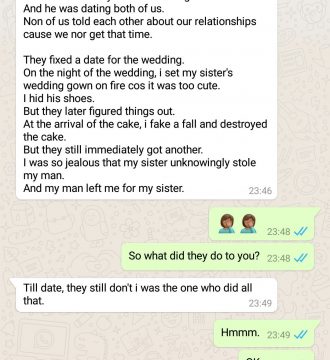 And he was dating both of us.
Non of us told each other about our relationships
cause we nor get that time.
They fixed a date for the wedding.
On the night of the wedding, i set my sister's
wedding gown on fire cos it was too cute.
I hid his shoes.
But they later figured things out.
At the arrival of the cake, i fake a fall and destroyed
the cake.
But they still immediately got another.
I was so jealous that my sister unknowingly stole
my man.
And my man left me for my sister.
23:46
🤦🏾‍♀️🤦🏾‍♀️ 23:48
So what did they do to you? 23:48
Till date, they still don't i was the one who did all
that. 23:49
Hmmm. 23:49